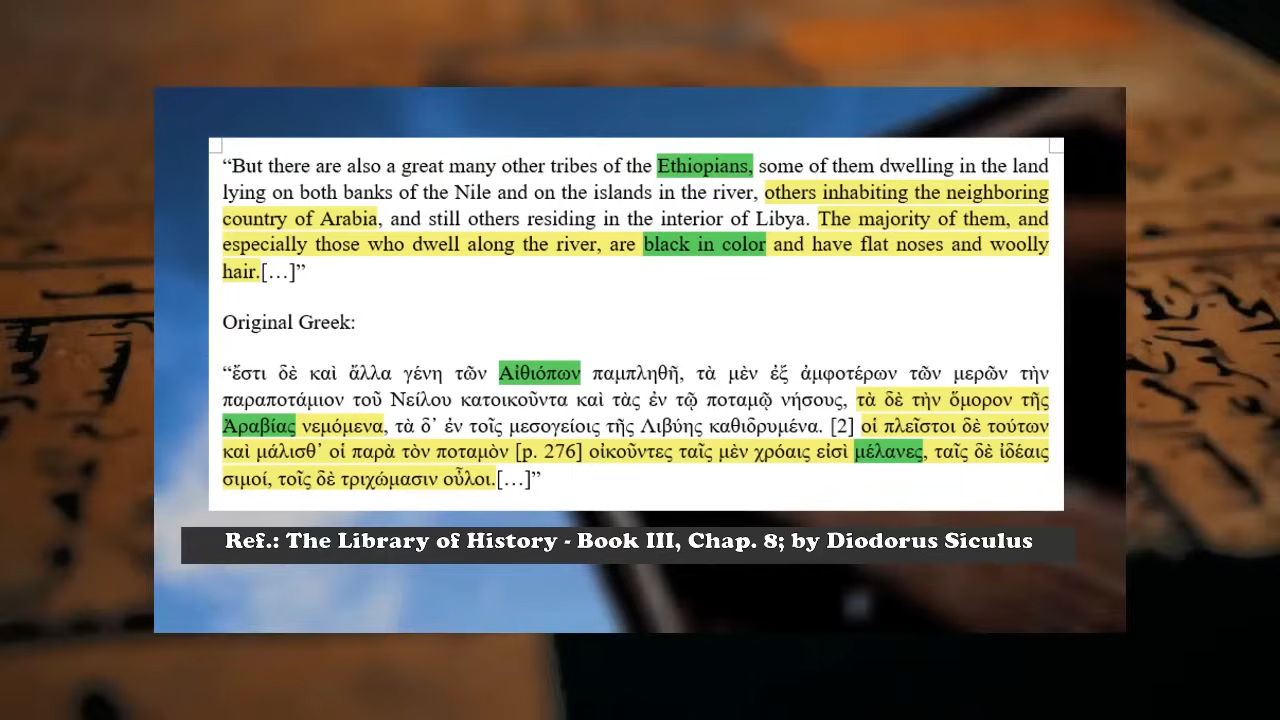 “But there are also a great many other tribes of the Ethiopians, some of them dwelling in the land
lying on both banks of the Nile and on the islands in the river, others inhabiting the neighboring
country of Arabia, and still others residing in the interior of Libya. The majority of them, and
especially those who dwell along the river, are black in color and have flat noses and woolly
hair.[…]”
Original Greek:
“ἔστι δὲ καὶ ἄλλα γένη τῶν Αἰθιόπων παμπληθῆ, τὰ μὲν ἐξ ἀμφοτέρων τῶν μερῶν τὴν
παραποτάμιον τοῦ Νείλου κατοικοῦντα καὶ τὰς ἐν τῷ ποταμῷ νήσους, τὰ δὲ τὴν ὅμορον τῆς
Ἀραβίας νεμόμενα, τὰ δ᾽ ἐν τοῖς μεσογείοις τῆς Λιβύης καθιδρυμένα. [2] οἱ πλεῖστοι δὲ τούτων
καὶ μάλισθ᾽ οἱ παρὰ τὸν ποταμὸν [p. 276] οἰκοῦντες ταῖς μὲν χρόαις εἰσὶ μέλανες, ταῖς δὲ ἰδέαις
σιμοί, τοῖς δὲ τριχώμασιν οὖλοι.[…]”
Ref.: The Library of History - Book III, Chap. 8; by Diodorus Siculus